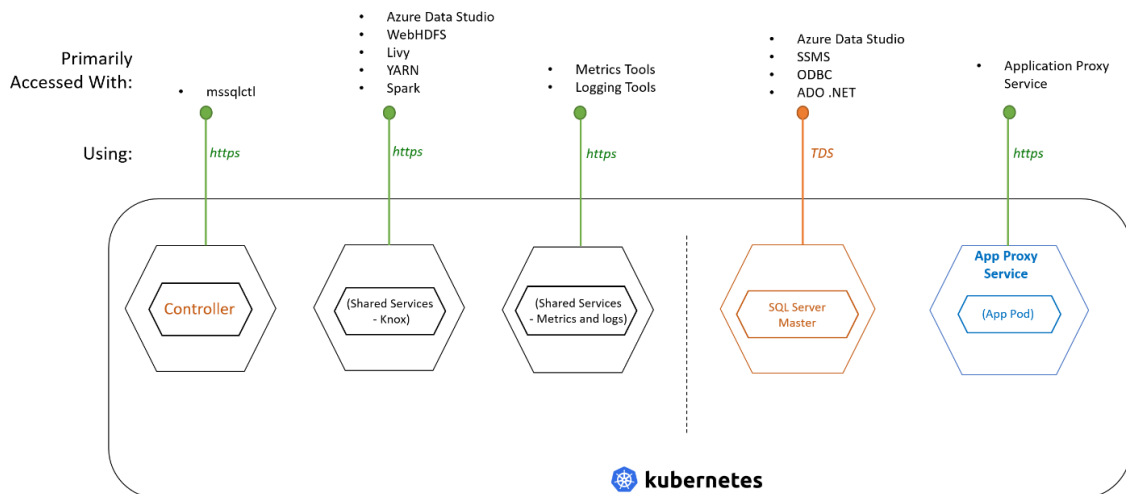 Primarily
Accessed With:
• mssqlctl
• Azure Data Studio
• WebHDFS
• Livy
• YARN
• Spark
• Metrics Tools
• Logging Tools
• Azure Data Studio
• SSMS
• ODBC
• ADO .NET
• Application Proxy
Service
Using:
https
https
https
TDS
https
Controller
(Shared Services
- Knox)
(Shared Services
- Metrics and logs)
SQL Server
Master
App Proxy
Service
(App Pod)
kubernetes